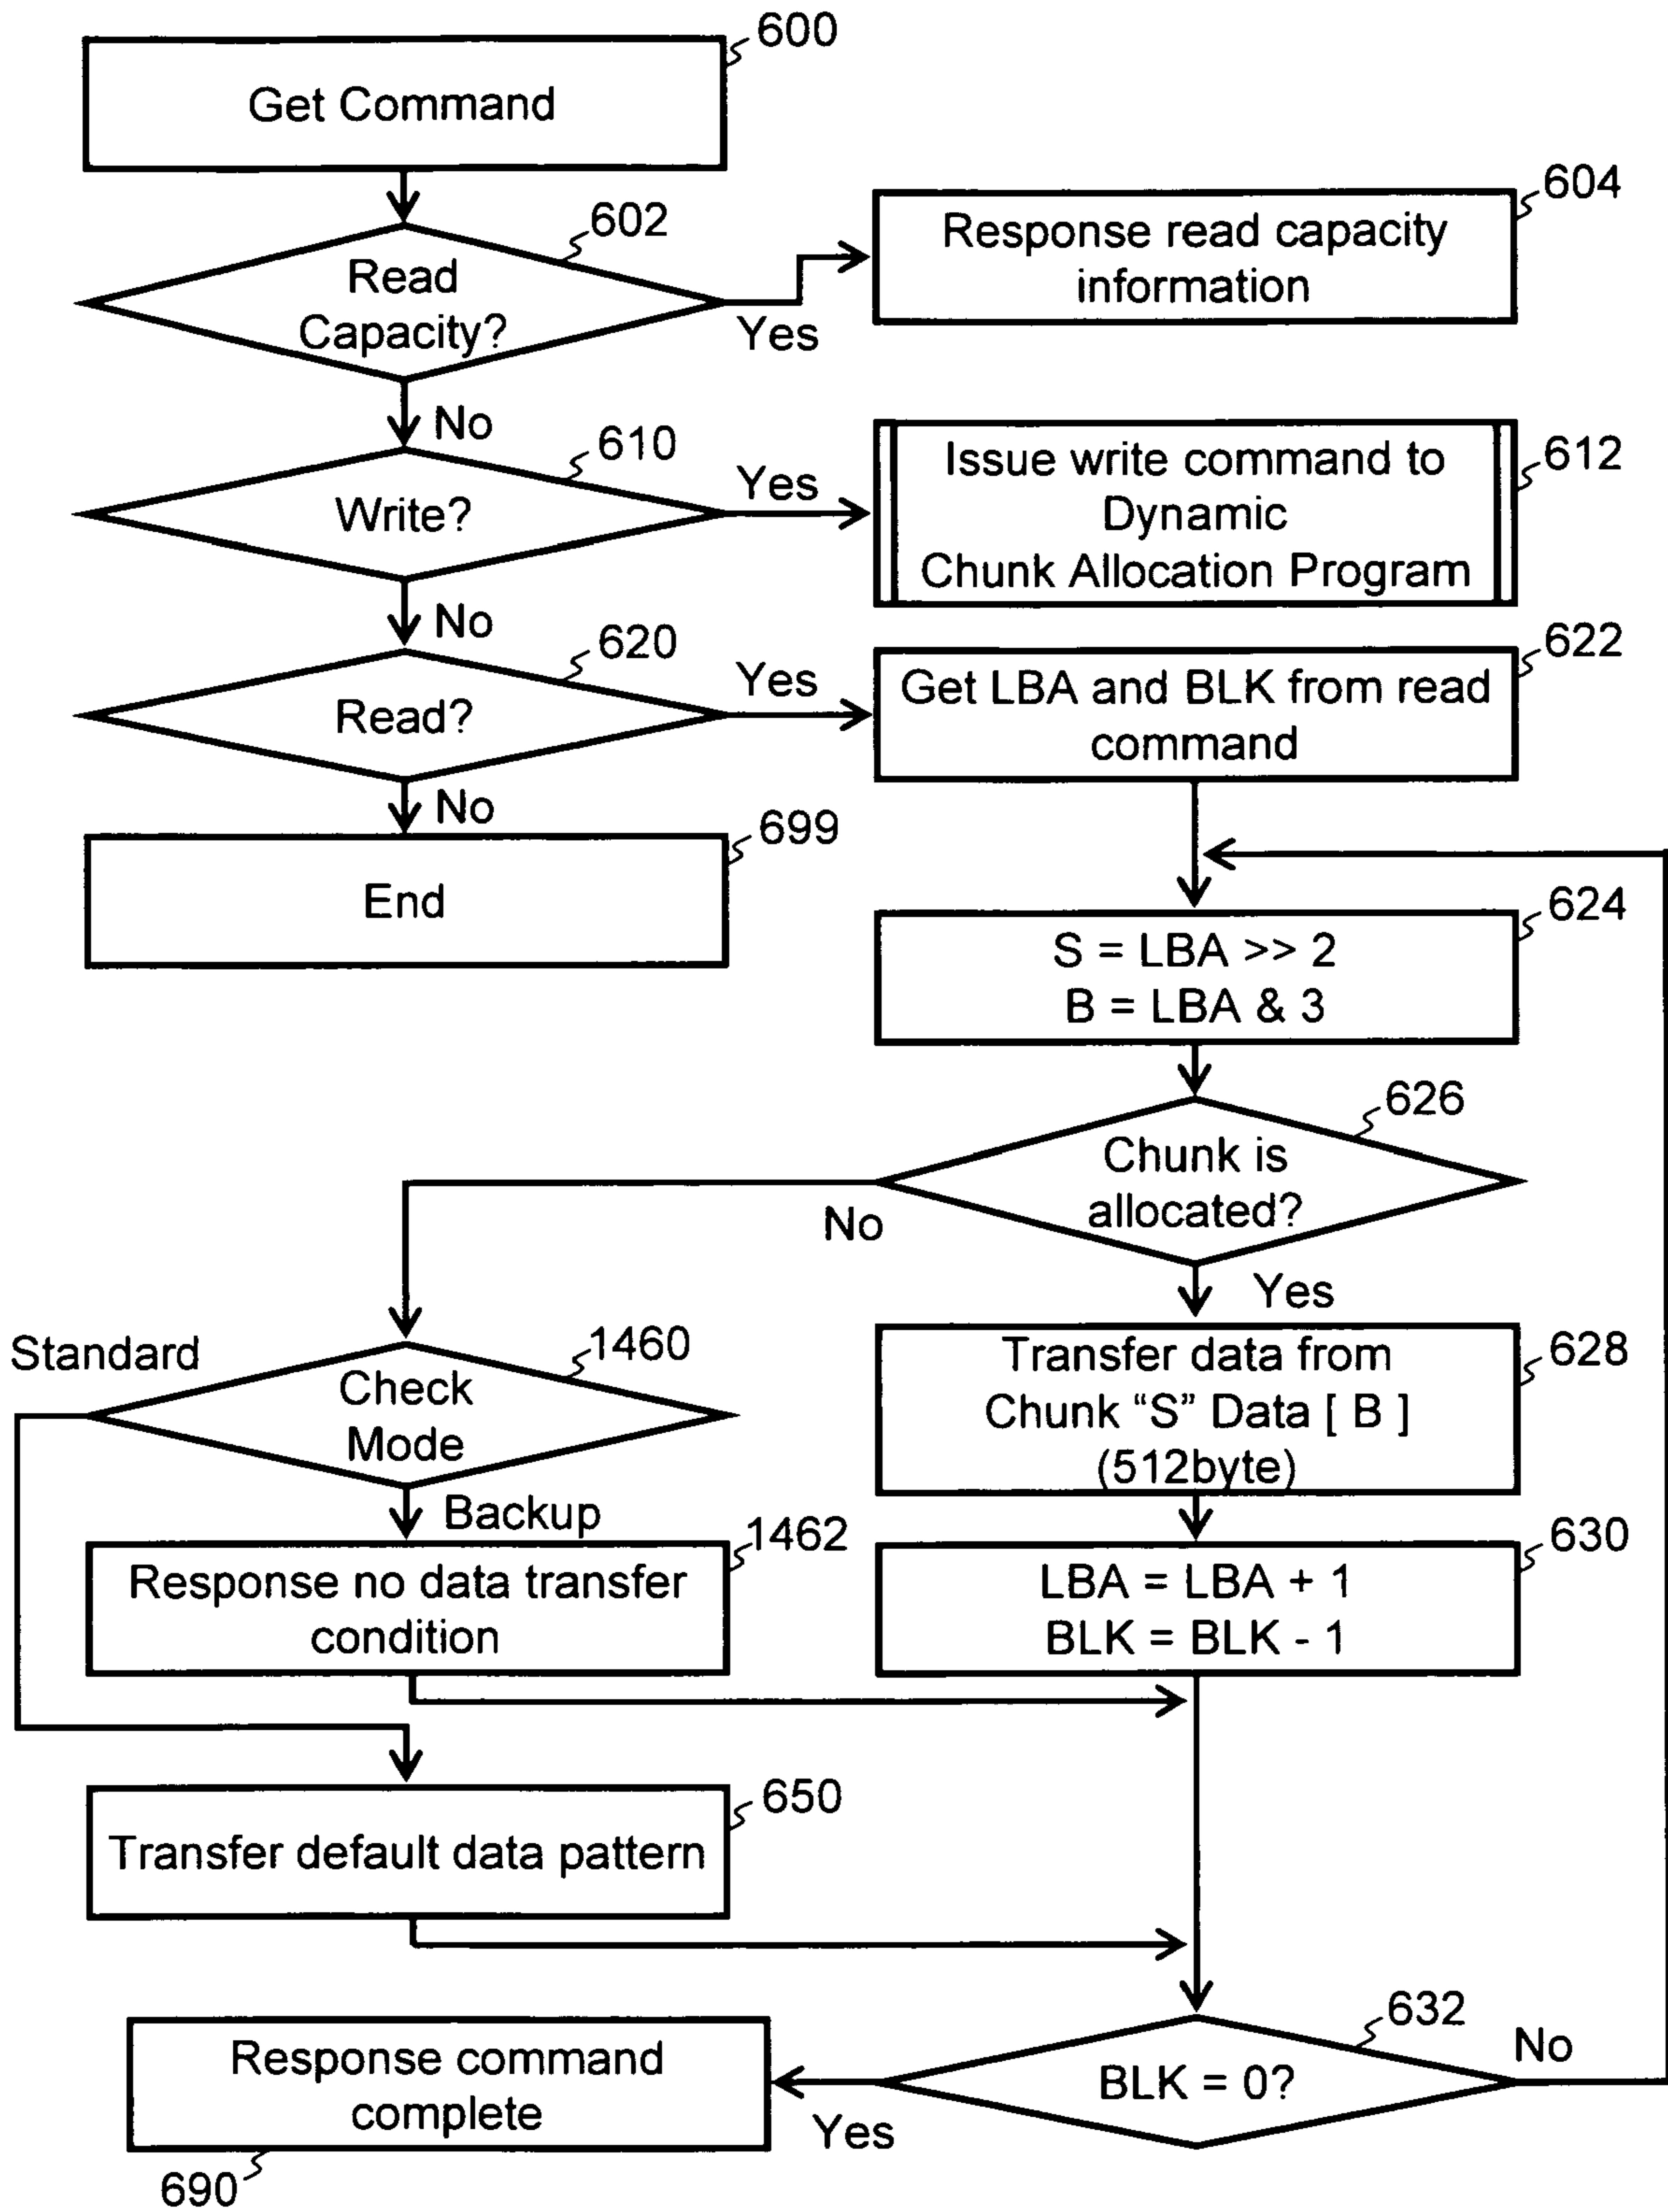 600
Get Command
602
Read
Capacity?
Yes
604
Response read capacity
information
No
610
Write?
Yes
612
Issue write command to
Dynamic
Chunk Allocation Program
No
620
Read?
Yes
622
Get LBA and BLK from read
command
No
699
End
624
S = LBA >> 2
B = LBA & 3
626
Chunk is
allocated?
No
Yes
Standard
1460
Check
Mode
628
Transfer data from
Chunk “S” Data [ B ]
(512byte)
Backup
1462
Response no data transfer
condition
630
LBA = LBA + 1
BLK = BLK - 1
650
Transfer default data pattern
632
BLK = 0?
No
Yes
Response command
complete
690